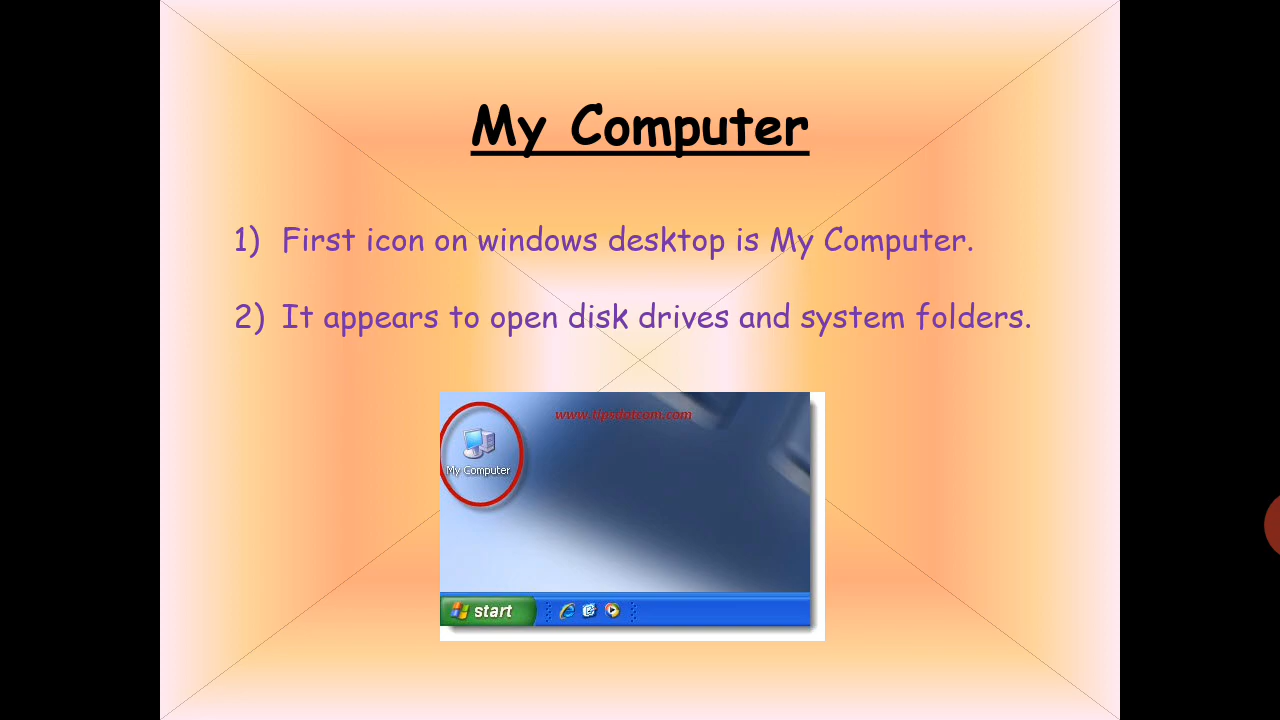 My Computer
1) First icon on windows desktop is My Computer.
2) It appears to open disk drives and system folders.
My Computer
start